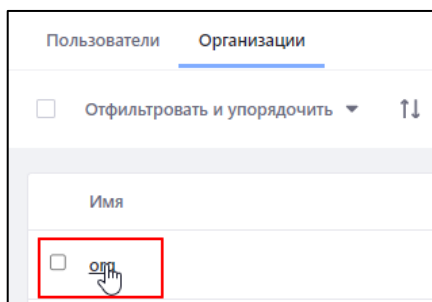 Пользователи Организации
Отфильтровать и упорядочить
Имя
org